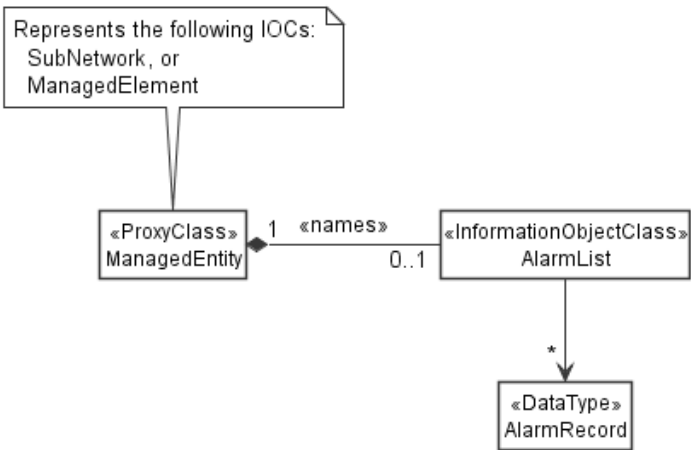 Represents the following IOCs:
SubNetwork, or
ManagedElement
«ProxyClass»
ManagedEntity
1
«names»
0..1
«InformationObjectClass»
AlarmList
*
«DataType»
AlarmRecord